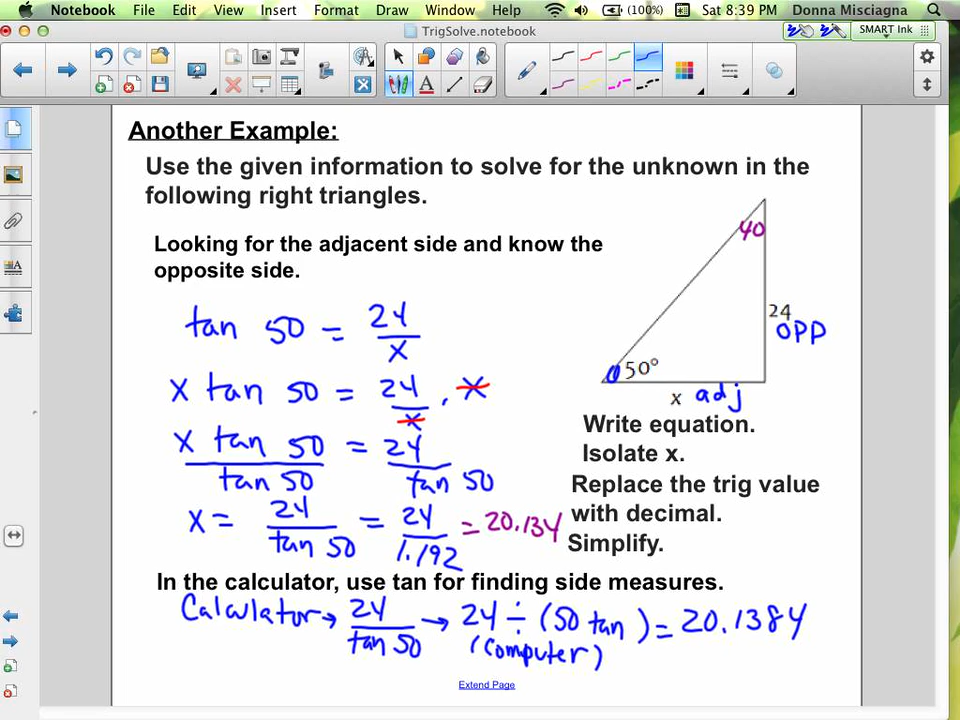 Notebook File Edit View Insert Format Draw Window Help (100%) Sat 8:39 PM Donna Misciagna
TrigSolve.notebook
SMART Ink
Another Example:
Use the given information to solve for the unknown in the
following right triangles.
40
Looking for the adjacent side and know the
opposite side.
24
opp
50°
x adj
tan 50 = 24/x
x tan 50 = 24/x · x
x tan 50 / tan 50 = 24 / tan 50
x = 24 / tan 50 = 24 / 1.192 = 20.134
Write equation.
Isolate x.
Replace the trig value
with decimal.
Simplify.
In the calculator, use tan for finding side measures.
Calculator → 24 / tan 50 → 24 ÷ (50 tan) = 20.1384
(computer)
Extend Page